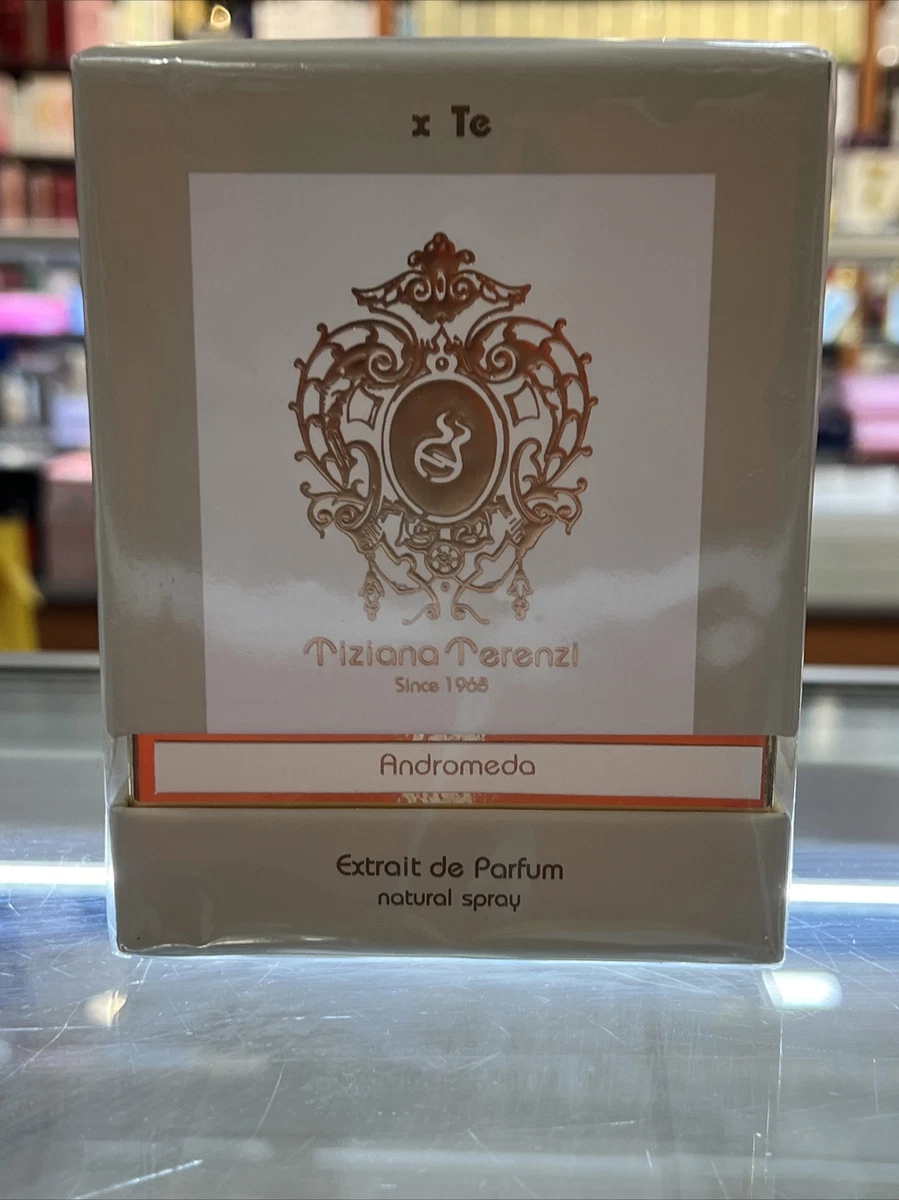 x Te
Tiziana Terenzi
Since 1968
Andromeda
Extrait de Parfum
natural spray